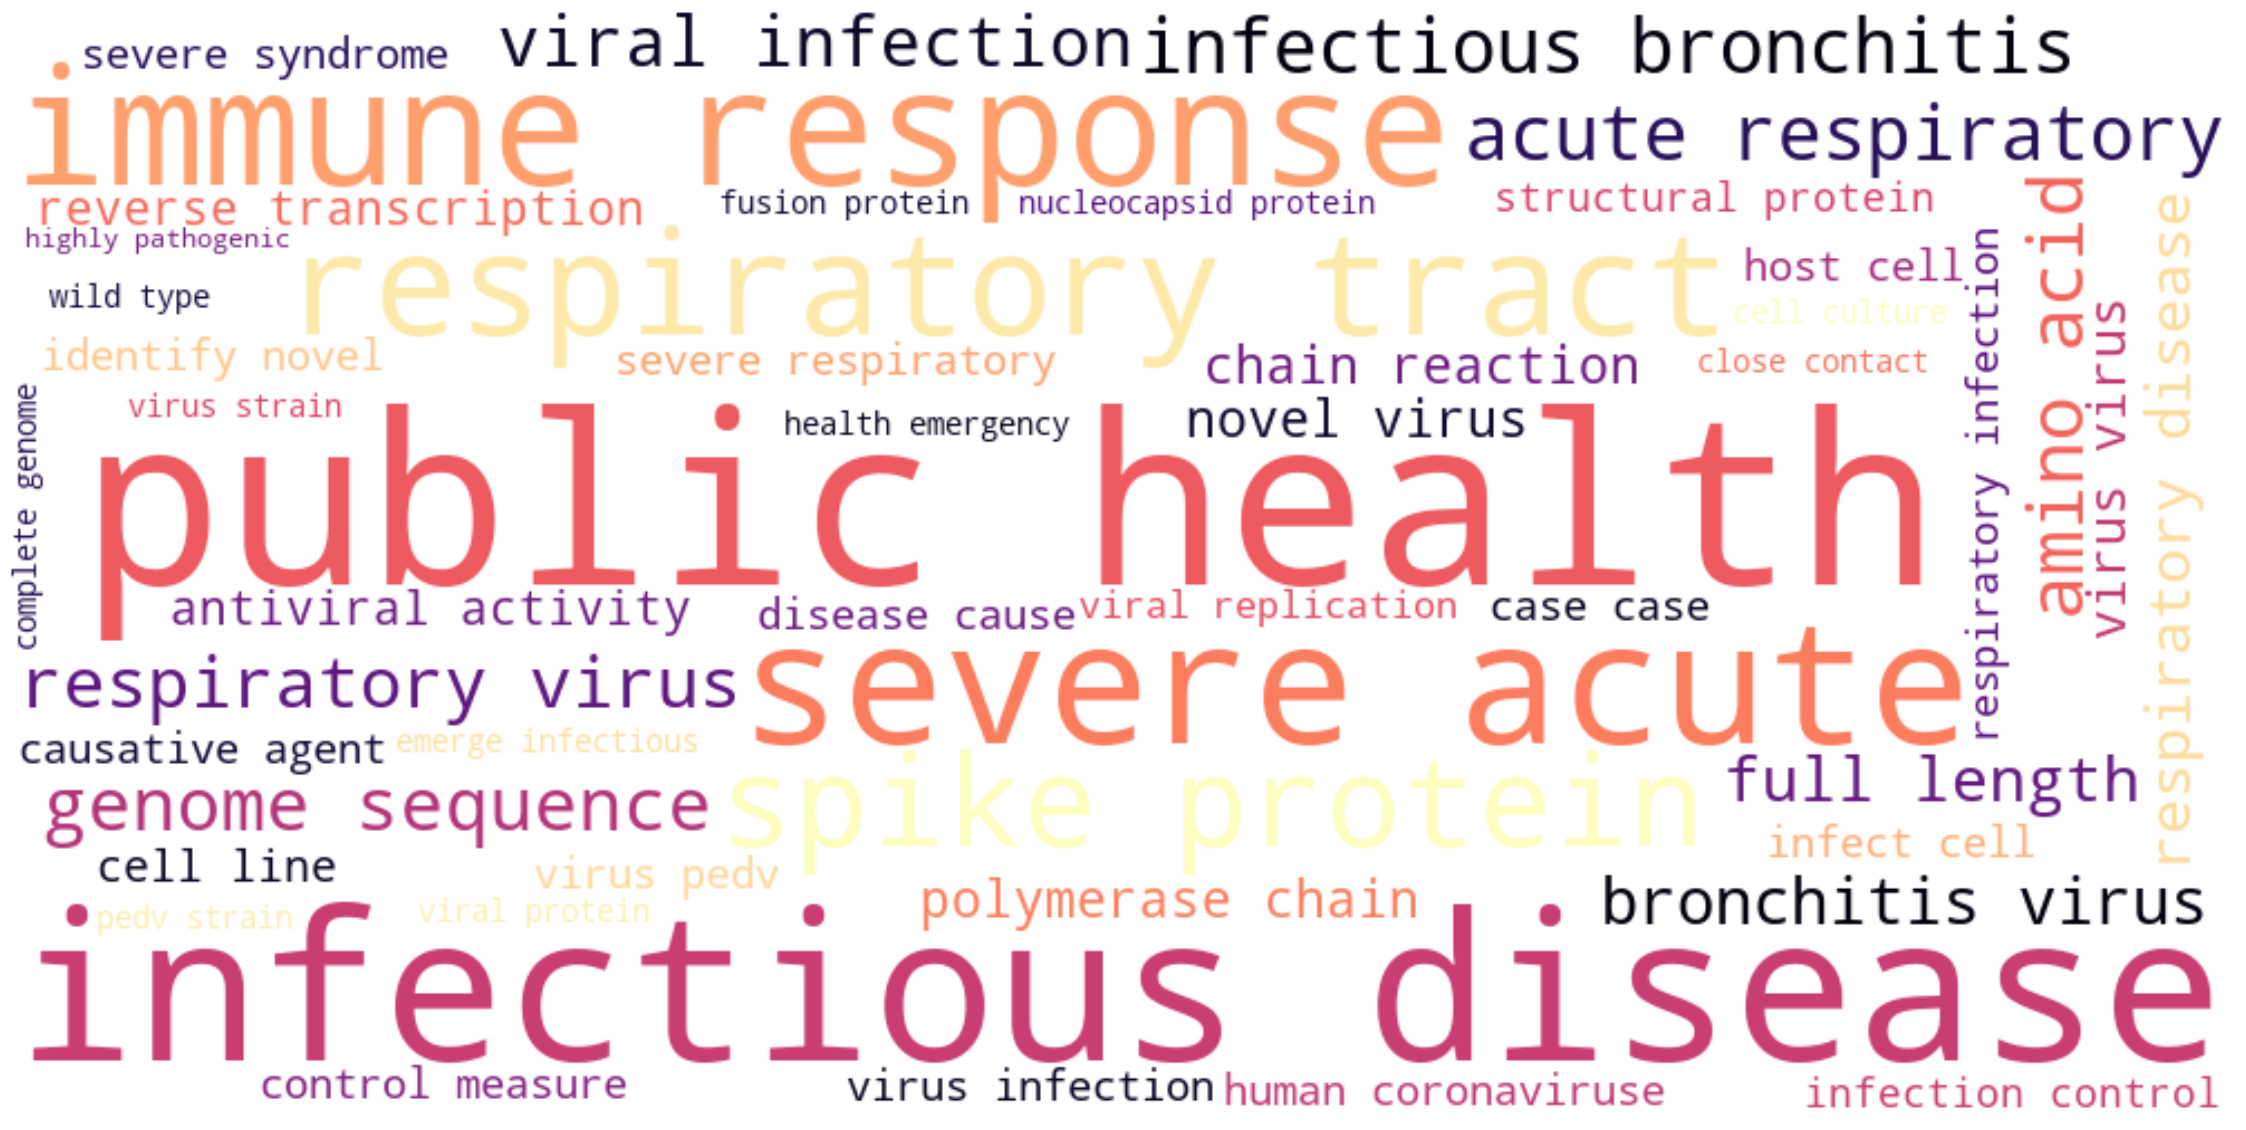 severe syndrome
viral infection
infectious bronchitis
immune response
acute respiratory
reverse transcription
fusion protein
nucleocapsid protein
structural protein
highly pathogenic
respiratory tract
host cell
wild type
cell culture
identify novel
severe respiratory
chain reaction
close contact
respiratory infection
amino acid
virus virus
respiratory disease
complete genome
virus strain
health emergency
novel virus
public health
antiviral activity
disease cause
viral replication
case case
respiratory virus
severe acute
causative agent
emerge infectious
genome sequence
spike protein
full length
infect cell
cell line
virus pedv
polymerase chain
bronchitis virus
pedv strain
viral protein
infectious disease
control measure
virus infection
human coronaviruse
infection control